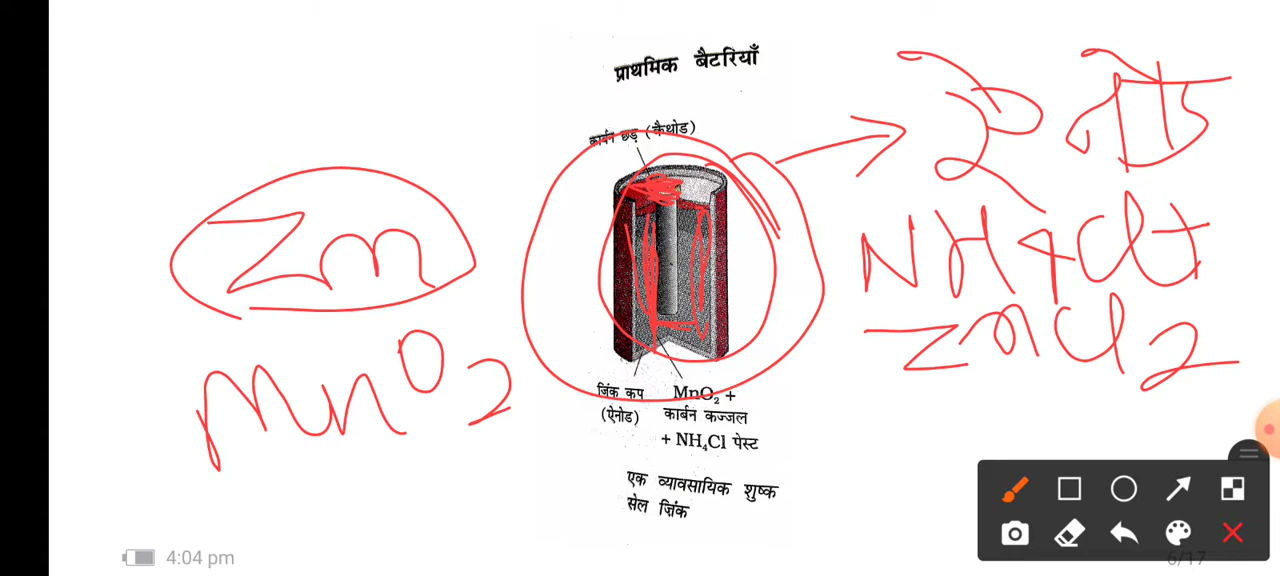 प्राथमिक बैटरियाँ
कार्बन छड़ (कैथोड)
ऐनोड
NH4Cl+
ZnCl2
Zn
MnO2
जिंक कप
(ऐनोड)
MnO2 +
कार्बन कज्जल
+ NH4Cl पेस्ट
एक व्यावसायिक शुष्क
सेल ज़िंक
4:04 pm
6/17